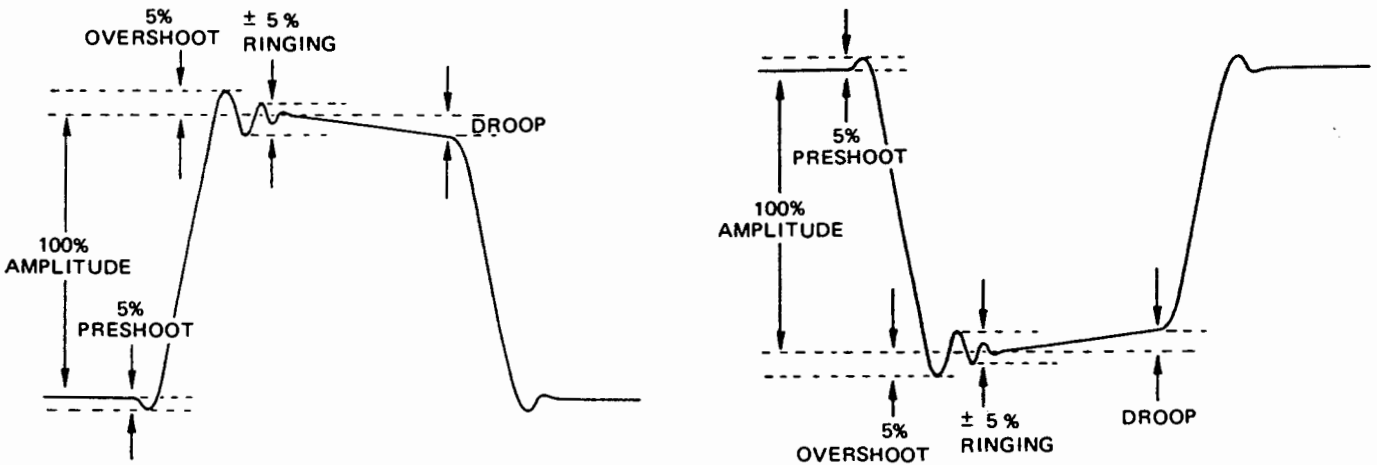 5%
OVERSHOOT
± 5%
RINGING
DROOP
100%
AMPLITUDE
5%
PRESHOOT
5%
PRESHOOT
100%
AMPLITUDE
5%
OVERSHOOT
± 5%
RINGING
DROOP